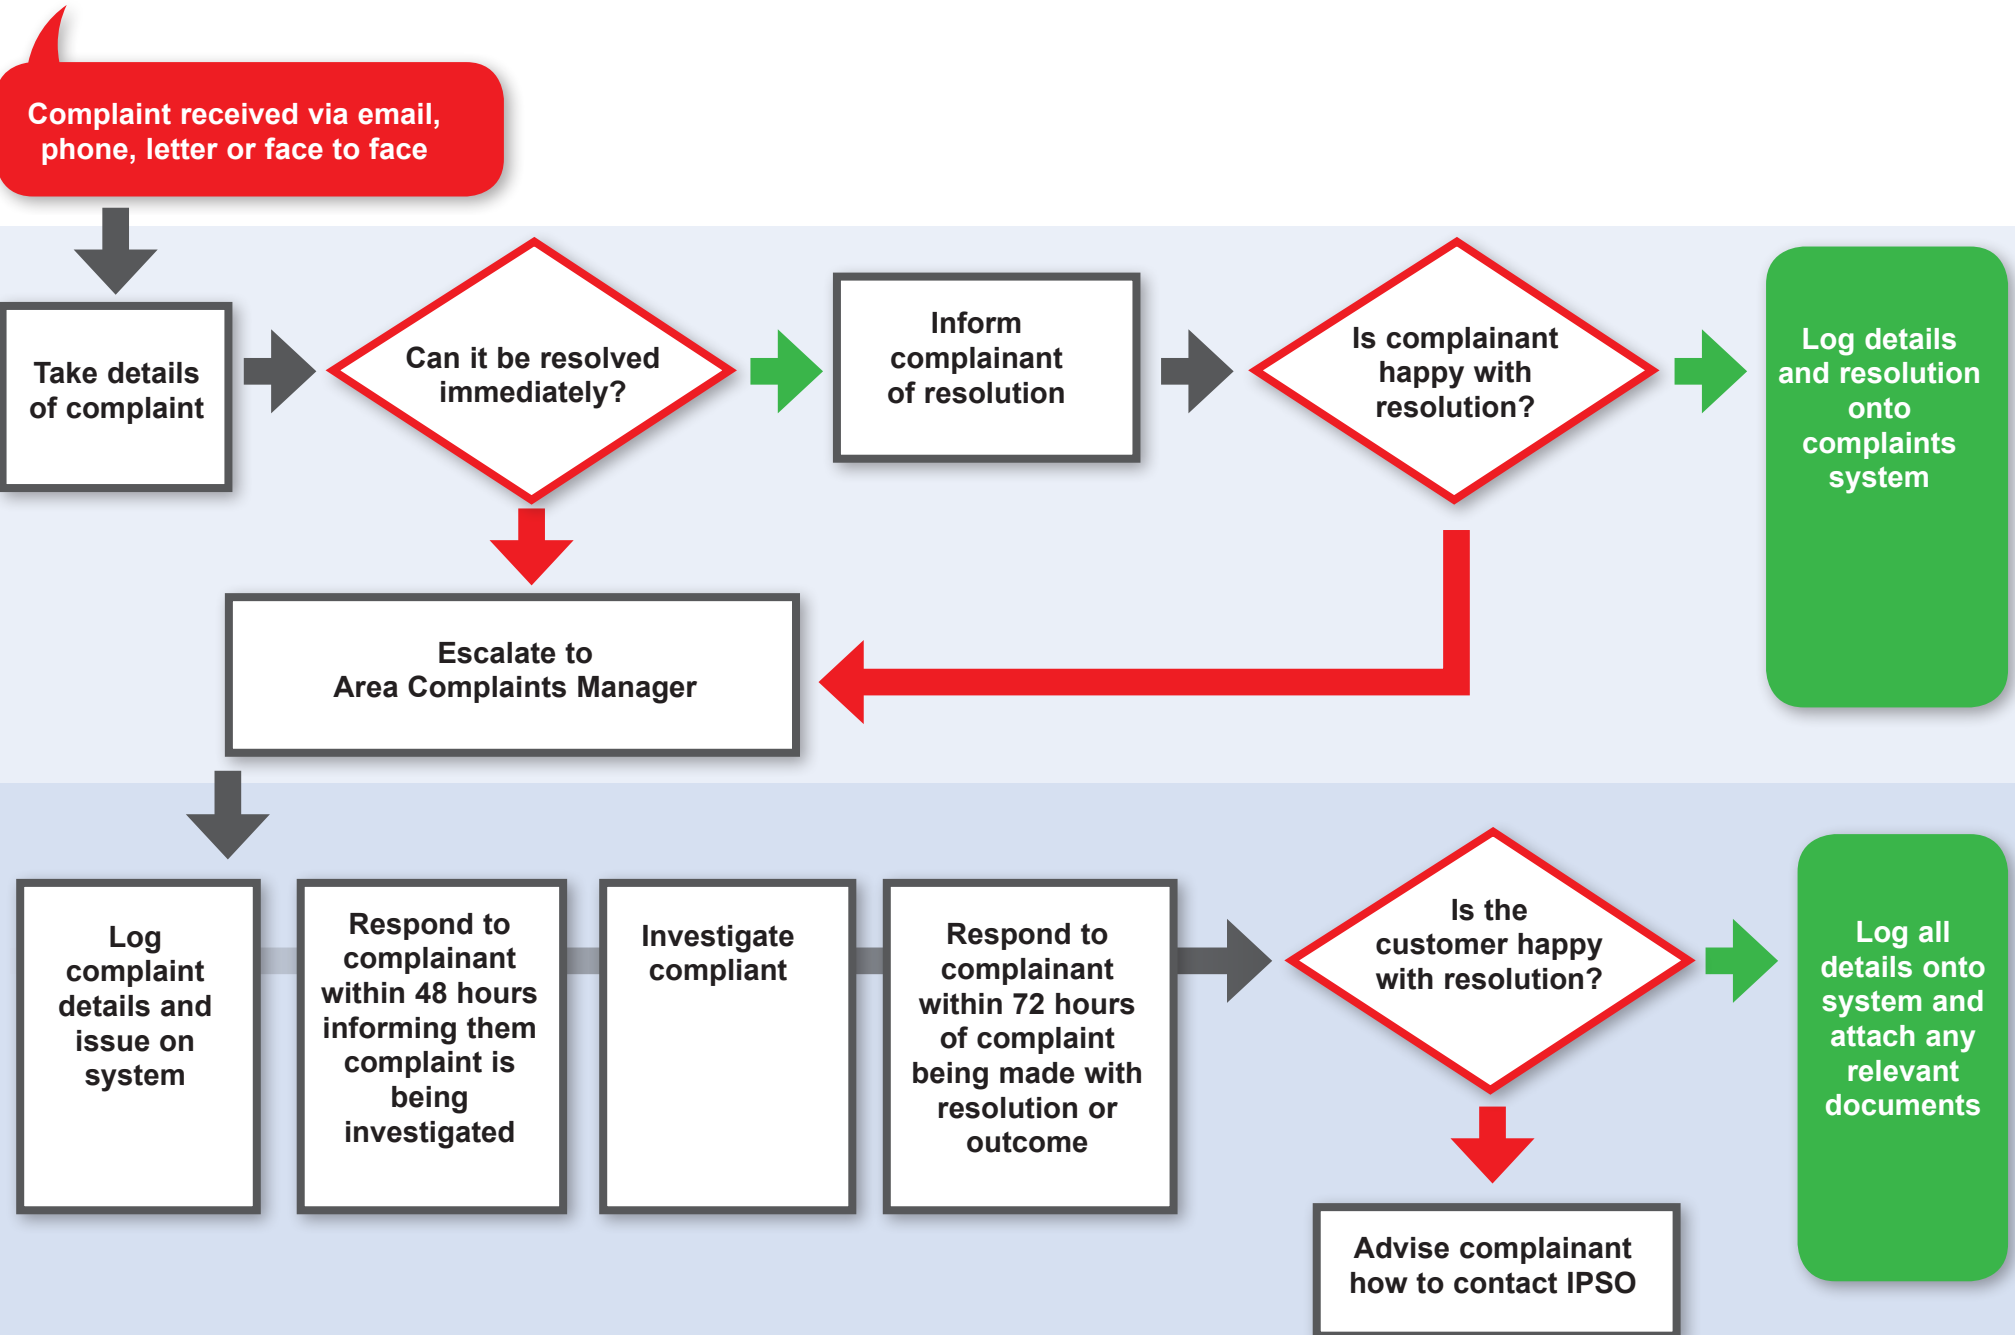 Complaint received via email,
phone, letter or face to face
Take details
of complaint
Can it be resolved
immediately?
Inform
complainant
of resolution
Is complainant
happy with
resolution?
Log details
and resolution
onto
complaints
system
Escalate to
Area Complaints Manager
Log
complaint
details and
issue on
system
Respond to
complainant
within 48 hours
informing them
complaint is
being
investigated
Investigate
compliant
Respond to
complainant
within 72 hours
of complaint
being made with
resolution or
outcome
Is the
customer happy
with resolution?
Log all
details onto
system and
attach any
relevant
documents
Advise complainant
how to contact IPSO